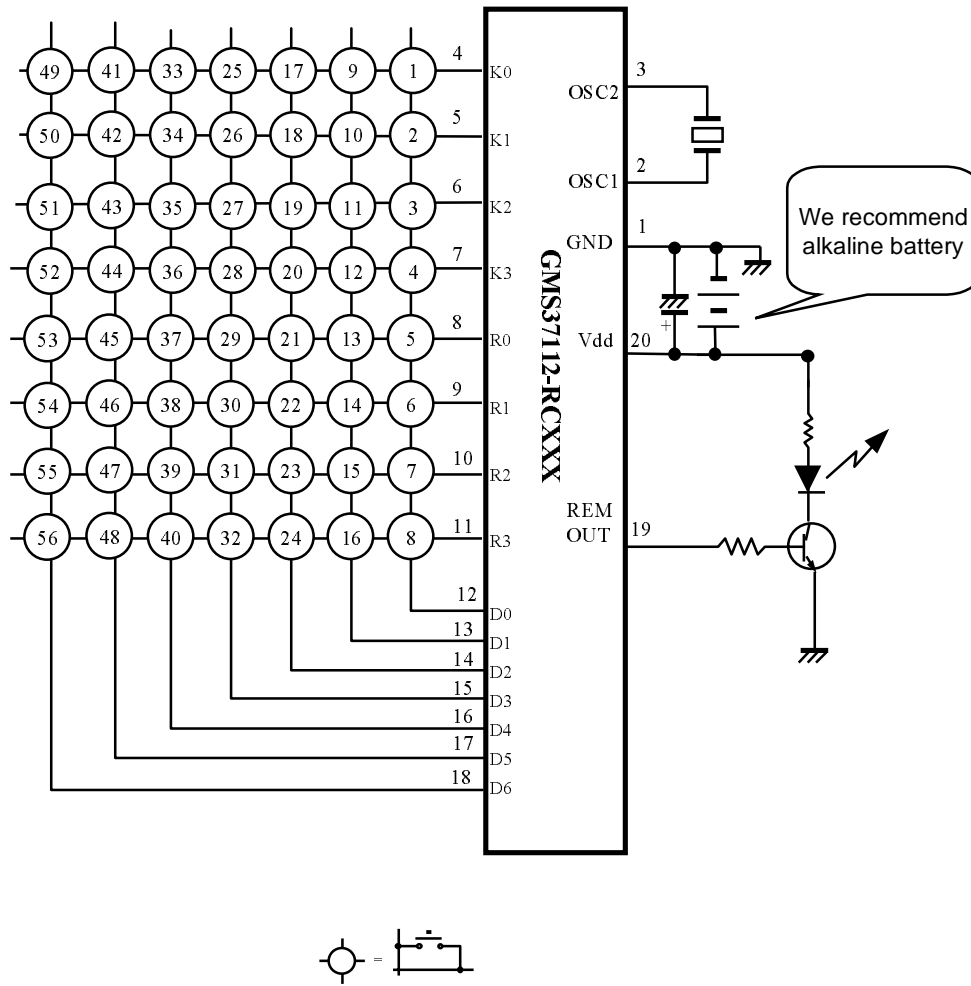 4
49 41 33 25 17 9 1 K0
3
OSC2
5
50 42 34 26 18 10 2 K1
2
OSC1
6
51 43 35 27 19 11 3 K2
We recommend
alkaline battery
1
GND
7
52 44 36 28 20 12 4 K3
GMS37112-RCXXX
8
53 45 37 29 21 13 5 R0
+
Vdd 20
9
54 46 38 30 22 14 6 R1
10
55 47 39 31 23 15 7 R2
REM
OUT 19
11
56 48 40 32 24 16 8 R3
12
D0
13
D1
14
D2
15
D3
16
D4
17
D5
18
D6
=